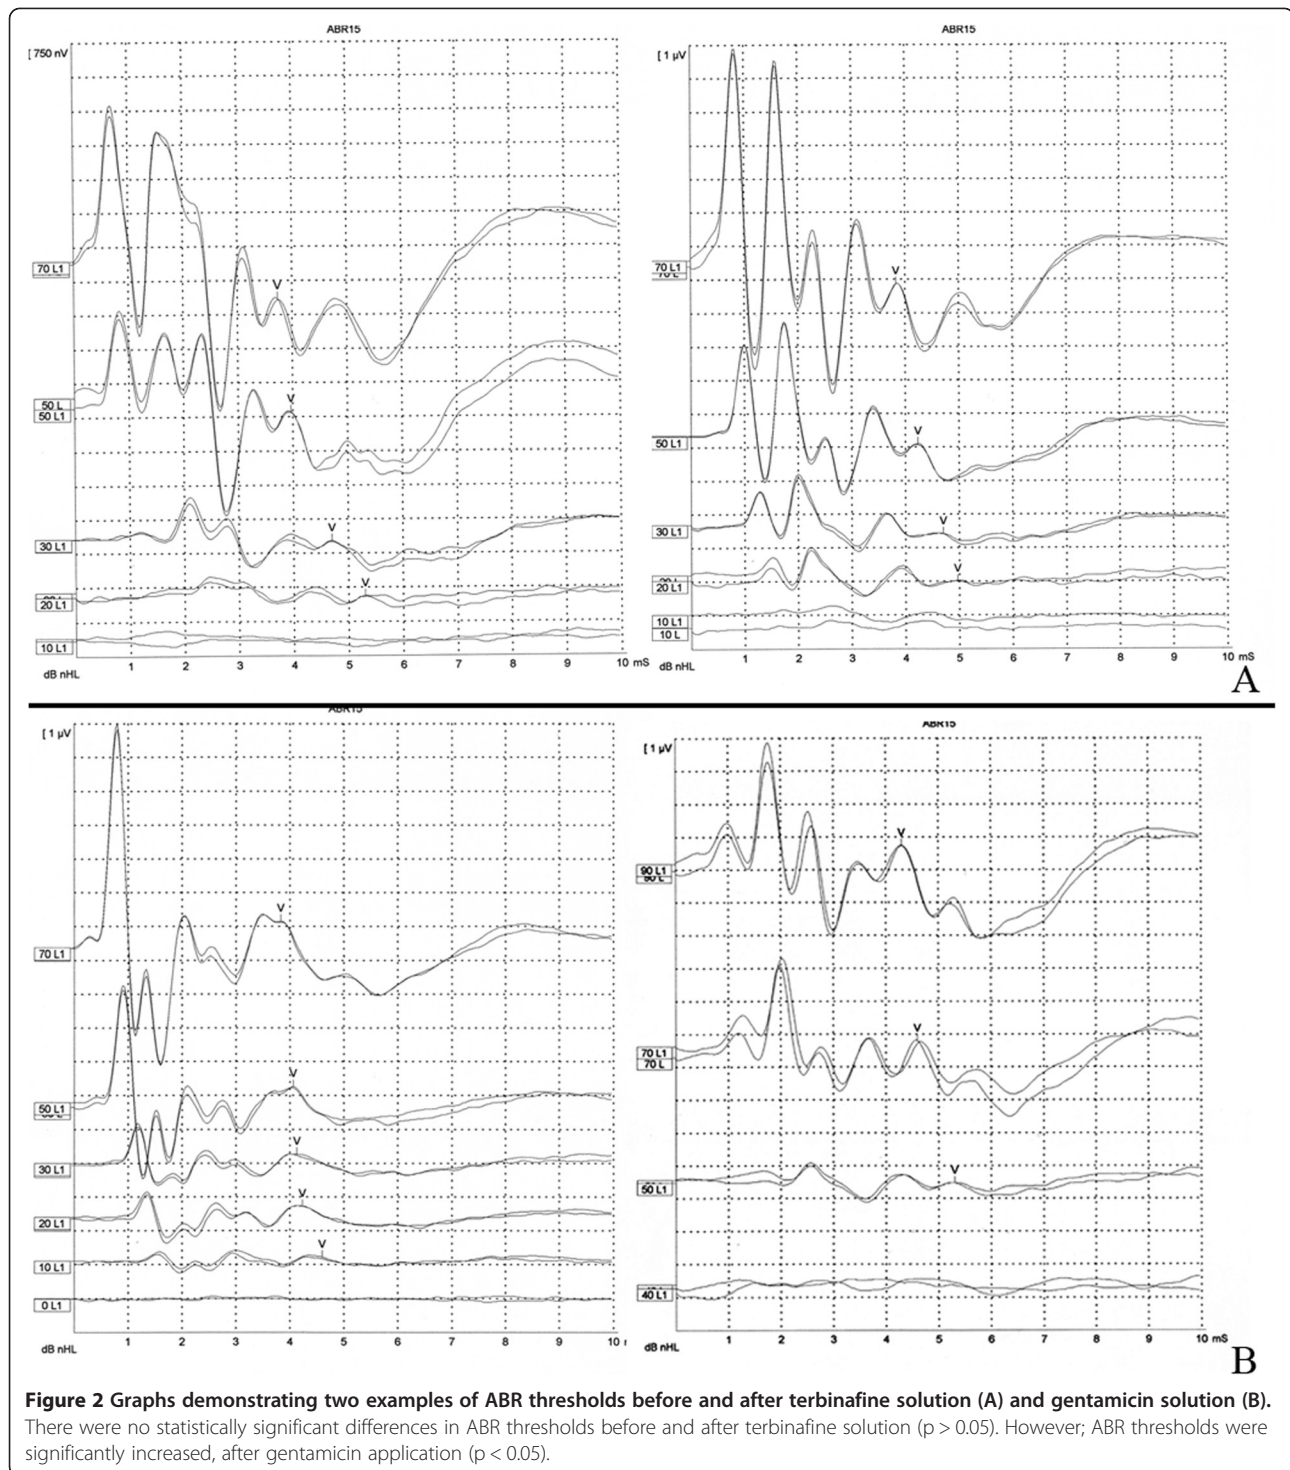 ABR15
[ 750 nV
V
70 L1
V
50 L
50 L1
V
30 L1
V
20 L1
10 L1
1 2 3 4 5 6 7 8 9 10 mS
dB nHL
ABR15
[ 1 µV
V
70 L1
70 L
V
50 L1
V
30 L1
V
20 L1
10 L1
10 L
1 2 3 4 5 6 7 8 9 10 mS
dB nHL
A
ABR15
[ 1 µV
V
70 L1
V
50 L1
V
30 L1
V
20 L1
V
10 L1
0 L1
1 2 3 4 5 6 7 8 9 10
dB nHL
ABR15
[ 1 µV
V
90 L1
90 L
V
70 L1
70 L
V
50 L1
40 L1
1 2 3 4 5 6 7 8 9 10 mS
dB nHL
B
Figure 2 Graphs demonstrating two examples of ABR thresholds before and after terbinafine solution (A) and gentamicin solution (B).
There were no statistically significant differences in ABR thresholds before and after terbinafine solution (p > 0.05). However; ABR thresholds were
significantly increased, after gentamicin application (p < 0.05).